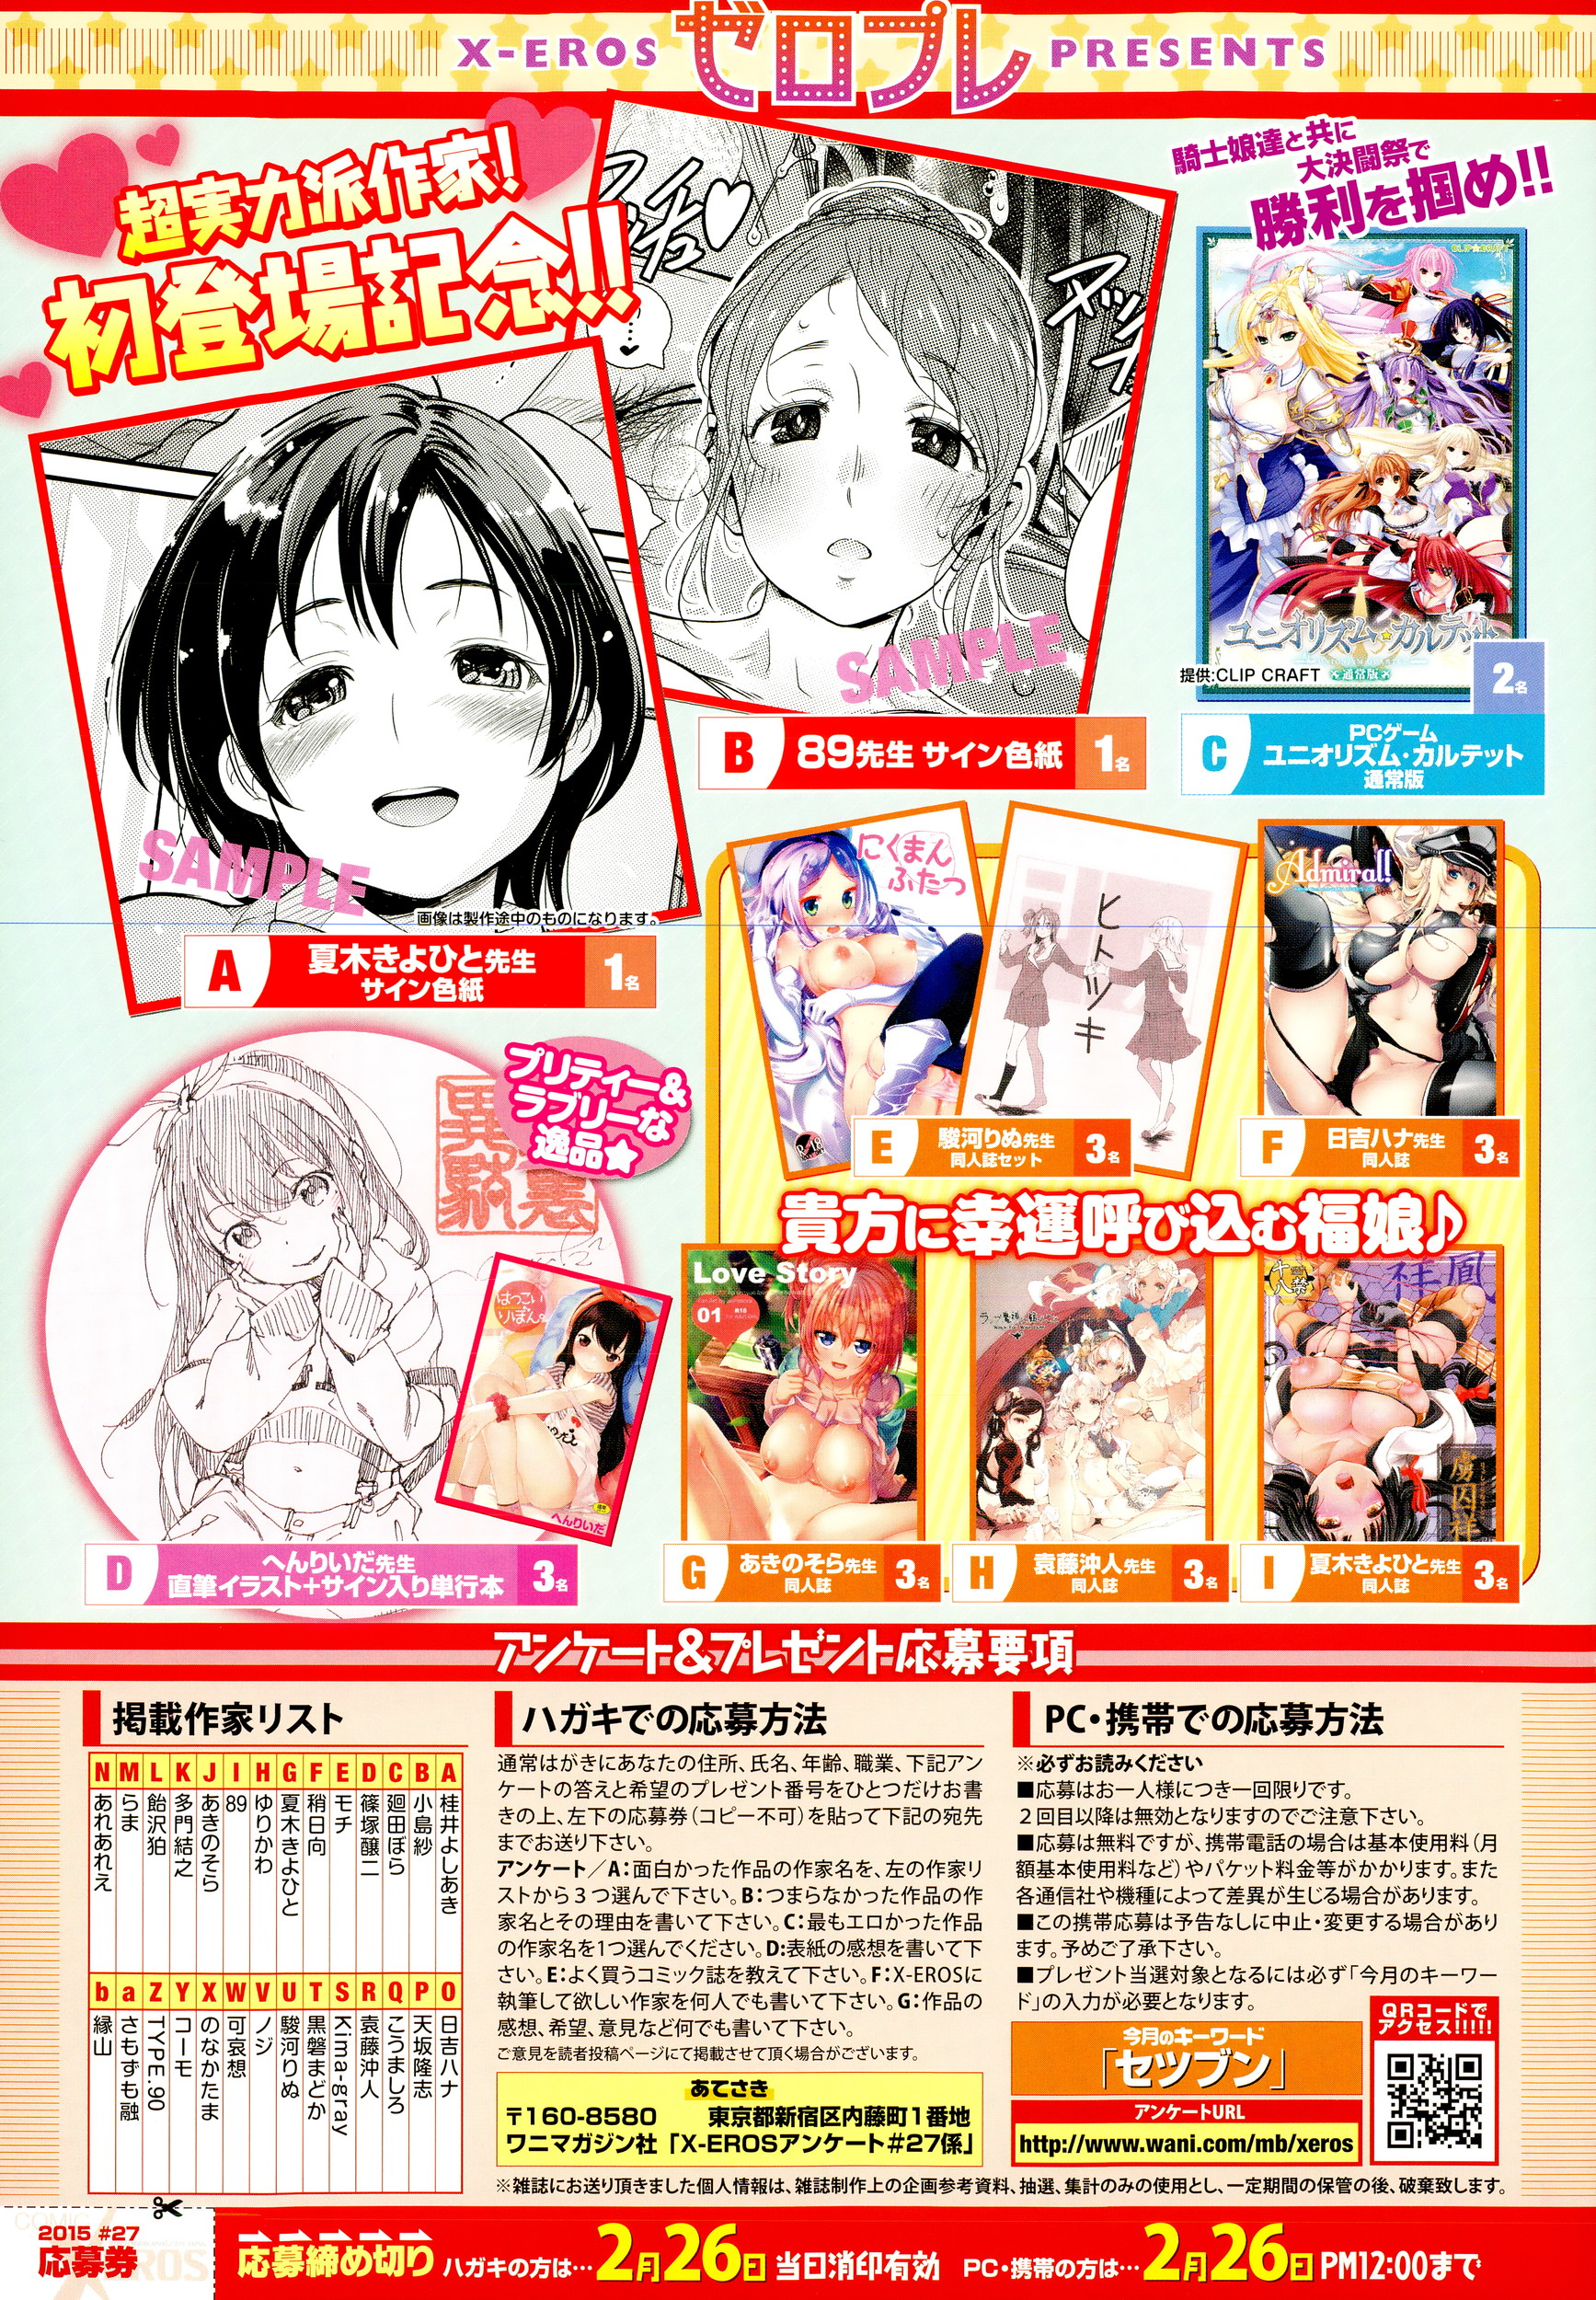 X-EROS ゼロプレ PRESENTS
超実力派作家!
初登場記念!!
騎士娘達と共に
大決闘祭で
勝利を掴め!!
アッ
SAMPLE
SAMPLE
画像は製作途中のものになります。
A 夏木きよひと先生
サイン色紙
1名
B 89先生 サイン色紙 1名
CLIP☆CRAFT
ユニオリズム・カルテット
通常版
提供:CLIP CRAFT
2名
C PCゲーム
ユニオリズム・カルテット
通常版
にくまん
ふたつ
ヒトツキ
Admiral!
E 駿河りぬ先生
同人誌セット
3名
F 日吉ハナ先生
同人誌
3名
プリティー&
ラブリーな
逸品★
はっこい
りぼん。
へんりいだ
D へんりいだ先生
直筆イラスト+サイン入り単行本
3名
貴方に幸運呼び込む福娘♪
Love Story
01
R18
十八禁
鳳祥
虜囚祥
G あきのそら先生
同人誌
3名
H 袁藤沖人先生
同人誌
3名
I 夏木きよひと先生
同人誌
3名
アンケート&プレゼント応募要項
掲載作家リスト
A 桂井よしあき
B 小島紗
C 廻田ぼら
D 篠塚醸二
E モチ
F 稍日向
G 夏木きよひと
H ゆりかわ
I 89
J あきのそら
K 多門結之
L 飴沢狛
M らま
N あれあれえ
O 日吉ハナ
P 天坂隆志
Q こうましろ
R 袁藤沖人
S Kima-gray
T 黒磐まどか
U 駿河りぬ
V ノジ
W 可哀想
X のなかたま
Y コーモ
Z TYPE.90
a さもずも融
b 緑山
ハガキでの応募方法
通常はがきにあなたの住所、氏名、年齢、職業、下記アン
ケートの答えと希望のプレゼント番号をひとつだけお書
きの上、左下の応募券(コピー不可)を貼って下記の宛先
までお送り下さい。
アンケート/A:面白かった作品の作家名を、左の作家リ
ストから3つ選んで下さい。B:つまらなかった作品の作
家名とその理由を書いて下さい。C:最もエロかった作品
の作家名を1つ選んでください。D:表紙の感想を書いて下
さい。E:よく買うコミック誌を教えて下さい。F:X-EROSに
執筆して欲しい作家を何人でも書いて下さい。G:作品の
感想、希望、意見など何でも書いて下さい。
ご意見を読者投稿ページにて掲載させて頂く場合がございます。
あてさき
〒160-8580 東京都新宿区内藤町1番地
ワニマガジン社「X-EROSアンケート#27係」
PC・携帯での応募方法
※必ずお読みください
■応募はお一人様につき一回限りです。
2回目以降は無効となりますのでご注意下さい。
■応募は無料ですが、携帯電話の場合は基本使用料(月
額基本使用料など)やパケット料金等がかかります。また
各通信社や機種によって差異が生じる場合があります。
■この携帯応募は予告なしに中止・変更する場合があり
ます。予めご了承下さい。
■プレゼント当選対象となるには必ず「今月のキーワー
ド」の入力が必要となります。
今月のキーワード
「セツブン」
アンケートURL
http://www.wani.com/mb/xeros
QRコードで
アクセス!!!!!
※雑誌にお送り頂きました個人情報は、雑誌制作上の企画参考資料、抽選、集計のみの使用とし、一定期間の保管の後、破棄致します。
COMIC
X-EROS
2015 #27
応募券
応募締め切り ハガキの方は…2月26日 当日消印有効 PC・携帯の方は…2月26日PM12:00まで